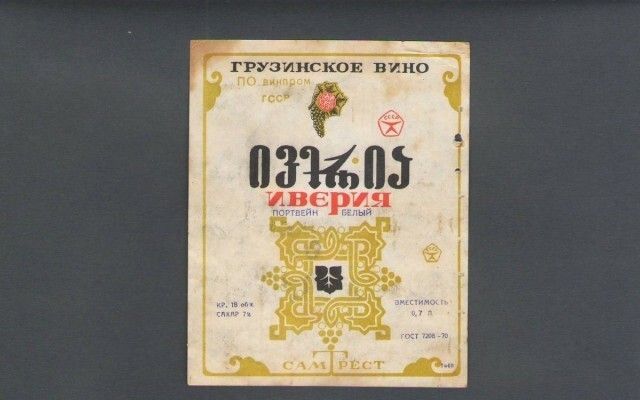 ГРУЗИНСКОЕ ВИНО
ПО винпром
ГССР
СССР
ივერია
ИВЕРИЯ
ПОРТВЕЙН БЕЛЫЙ
КР. 18 об%
САХАР 7%
ВМЕСТИМОСТЬ
0,7 Л
ГОСТ 7208-70
САМТРЕСТ